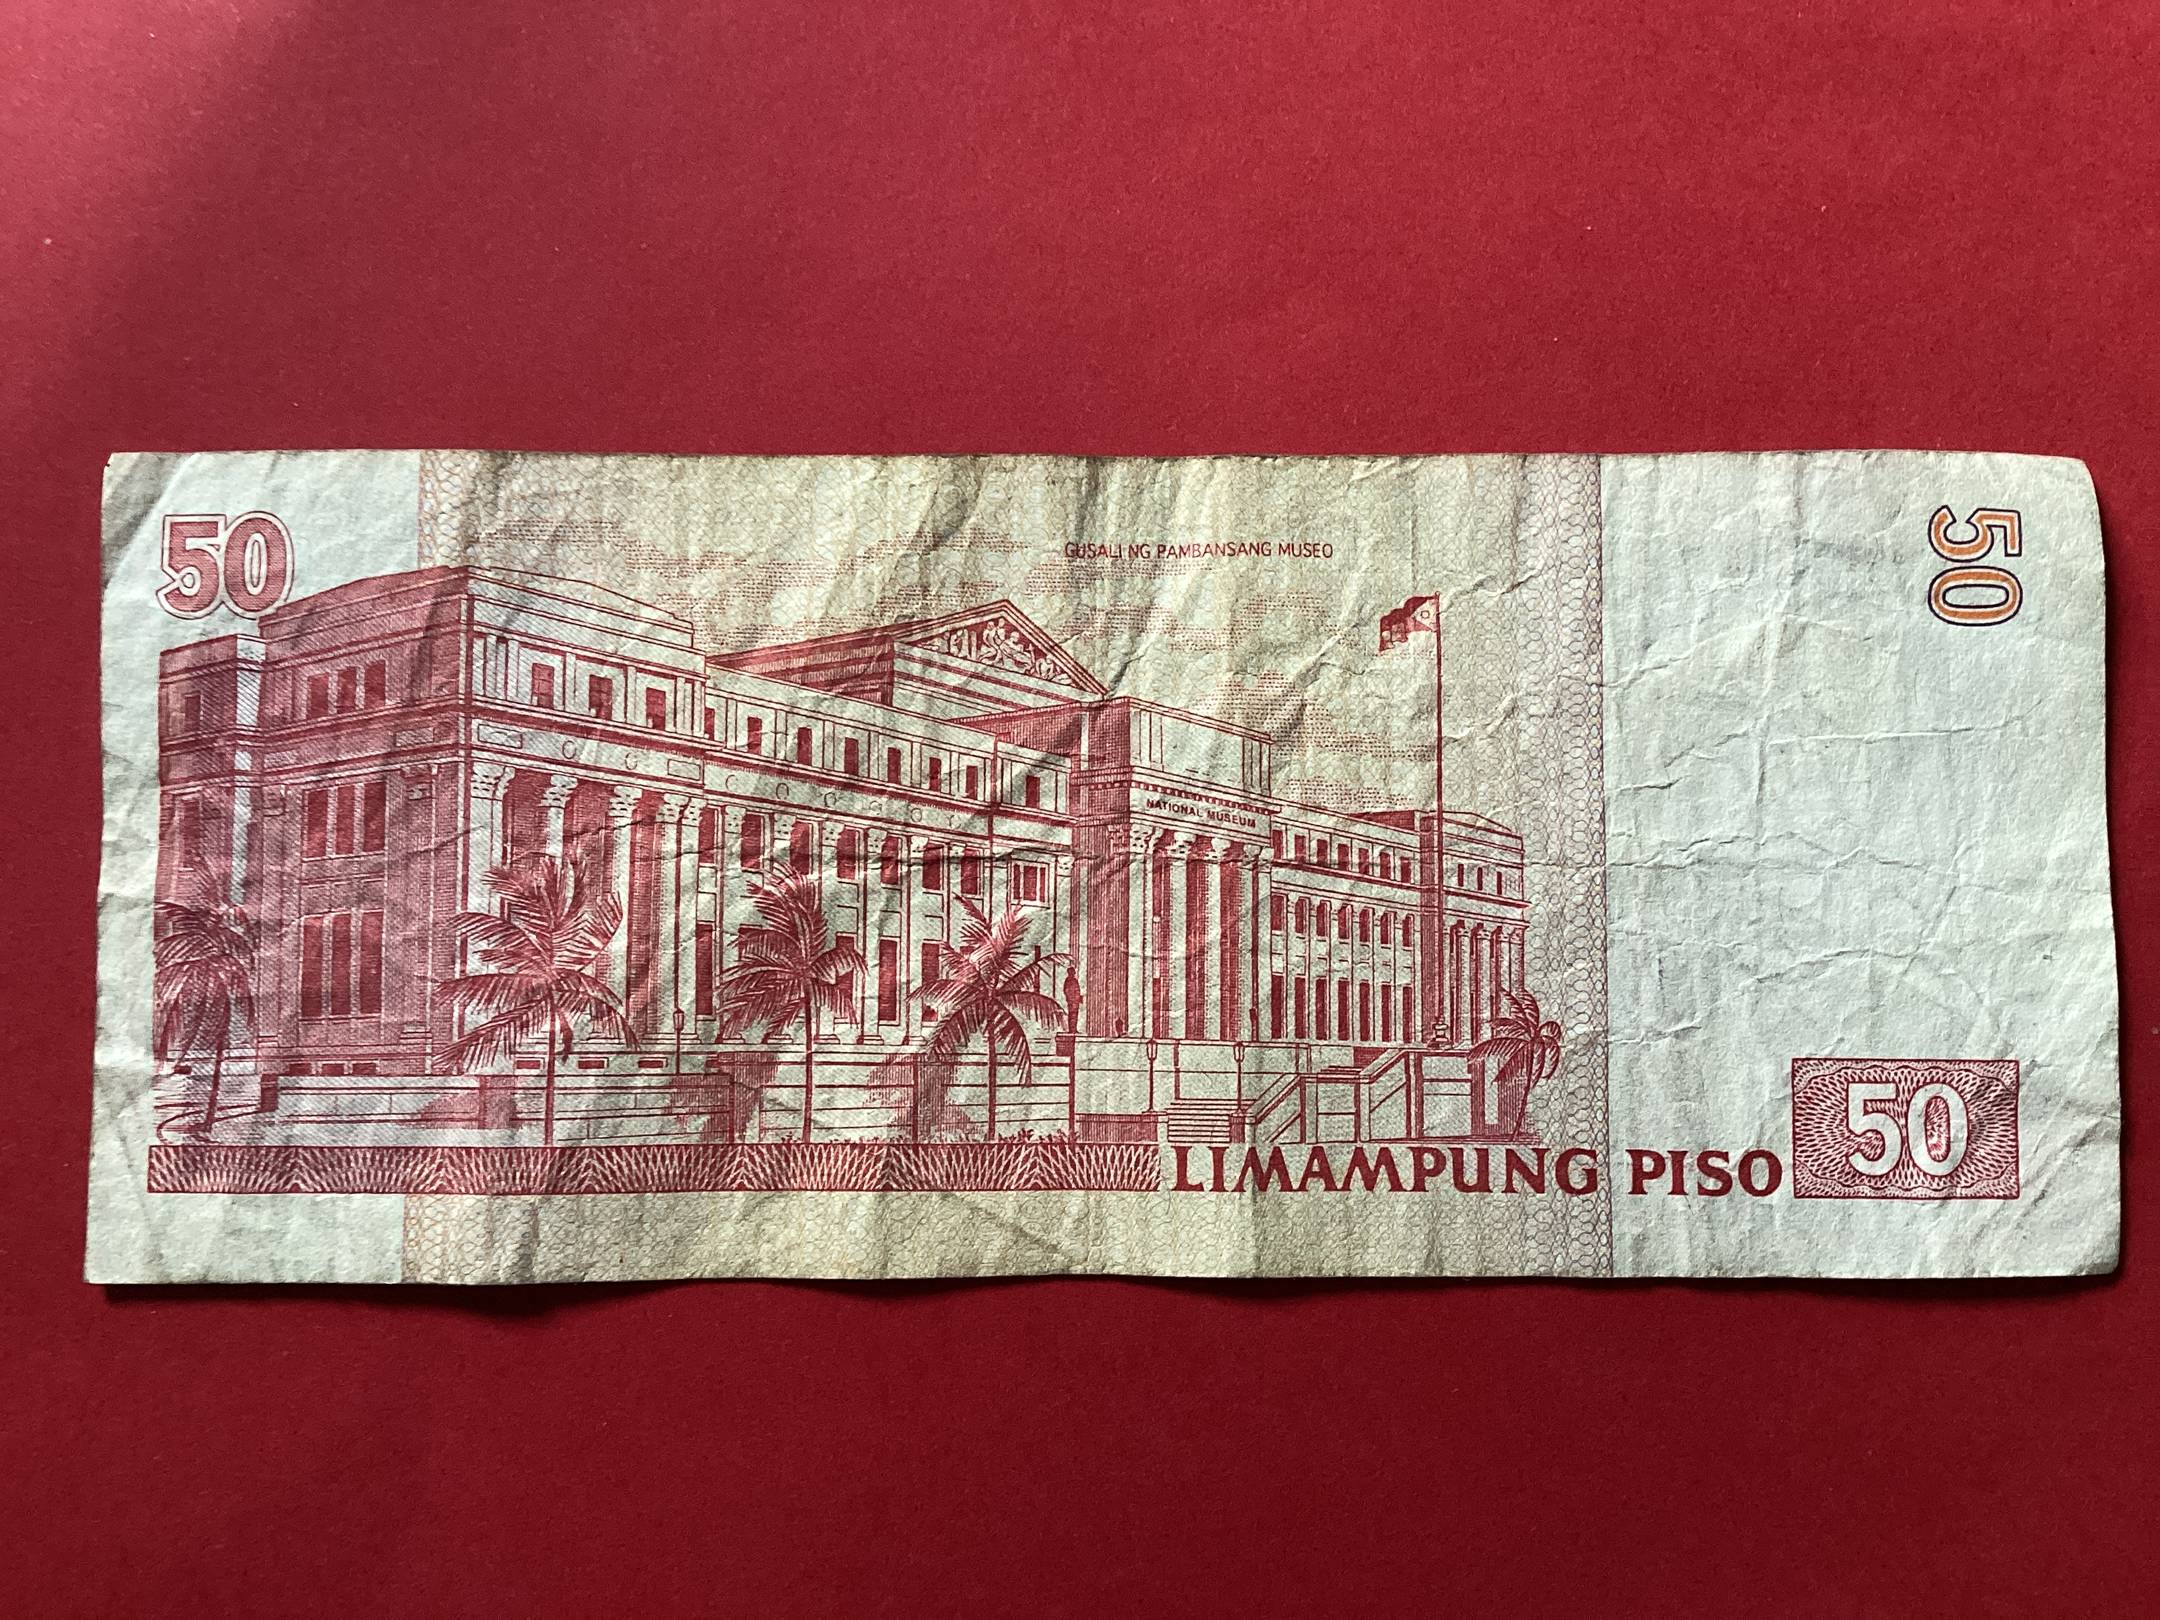 50
GUSALI NG PAMBANSANG MUSEO
50
NATIONAL MUSEUM
LIMAMPUNG PISO
50